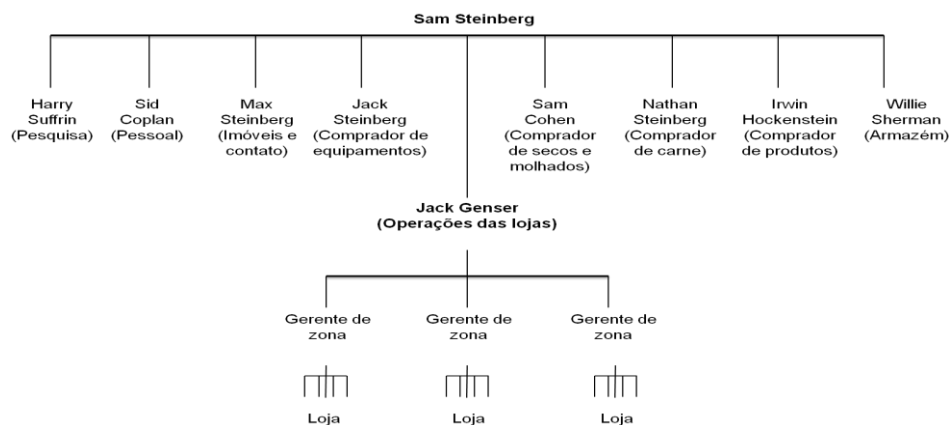 Sam Steinberg
Harry
Suffrin
(Pesquisa)
Sid
Coplan
(Pessoal)
Max
Steinberg
(Imóveis e
contato)
Jack
Steinberg
(Comprador de
equipamentos)
Sam
Cohen
(Comprador
de secos e
molhados)
Nathan
Steinberg
(Comprador
de carne)
Irwin
Hockenstein
(Comprador
de produtos)
Willie
Sherman
(Armazém)
Jack Genser
(Operações das lojas)
Gerente de
zona
Gerente de
zona
Gerente de
zona
Loja
Loja
Loja